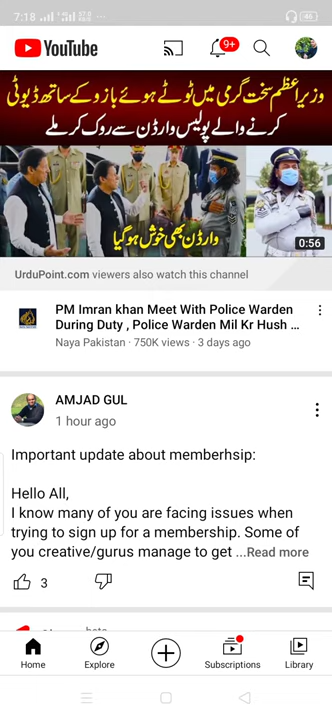 7:18
46
YouTube
9+
وزیراعظم سخت گرمی میں ٹوٹے ہوئے بازو کے ساتھ ڈیوٹی
کرنے والے پولیس وارڈن سے روک کر ملے
وارڈن بھی خوش ہو گیا
0:56
UrduPoint.com viewers also watch this channel
PM Imran khan Meet With Police Warden
During Duty , Police Warden Mil Kr Hush ...
Naya Pakistan · 750K views · 3 days ago
AMJAD GUL
1 hour ago
Important update about memberhsip:
Hello All,
I know many of you are facing issues when
trying to sign up for a membership. Some of
you creative/gurus manage to get ...Read more
3
Home
Explore
Subscriptions
Library